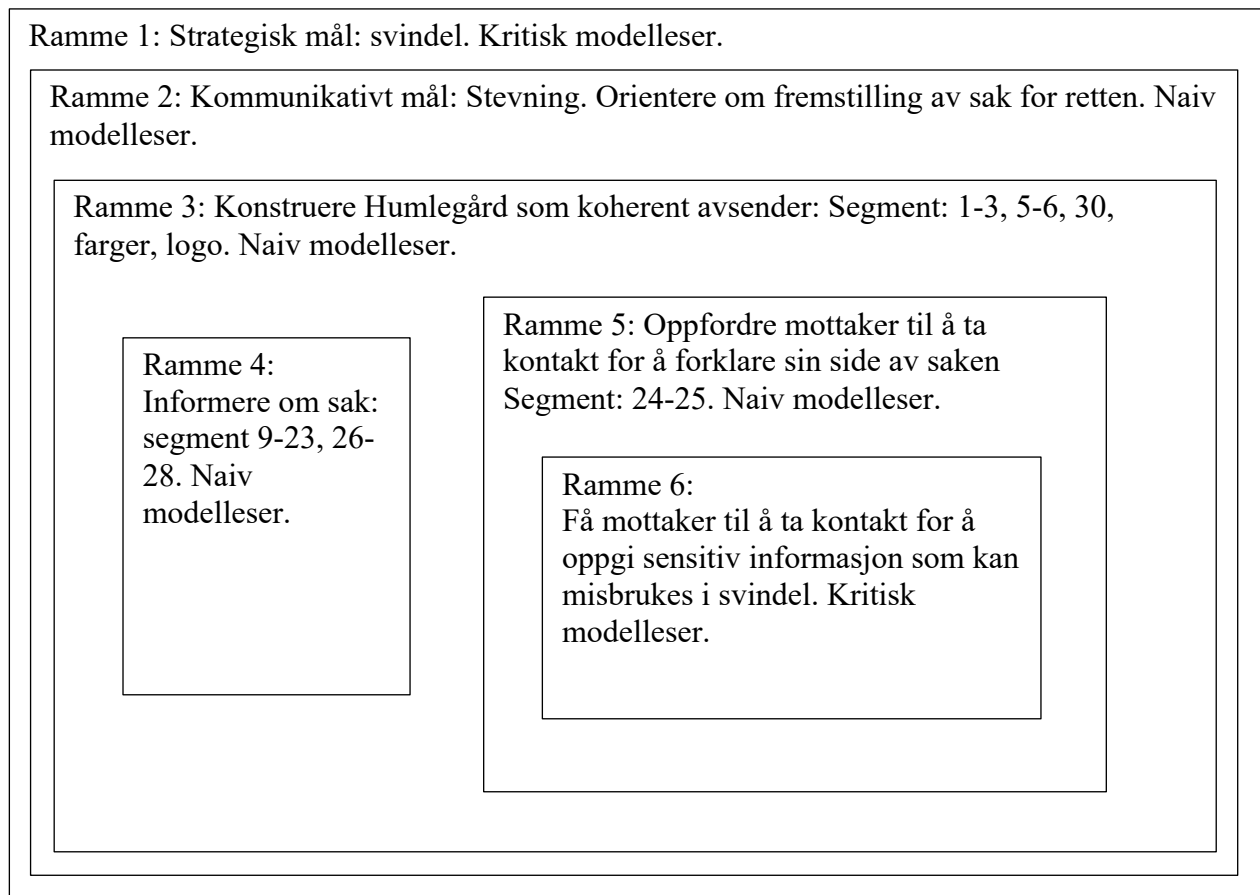 Ramme 1: Strategisk mål: svindel. Kritisk modelleser.
Ramme 2: Kommunikativt mål: Stevning. Orientere om fremstilling av sak for retten. Naiv
modelleser.
Ramme 3: Konstruere Humlegård som koherent avsender: Segment: 1-3, 5-6, 30,
farger, logo. Naiv modelleser.
Ramme 4:
Informere om sak:
segment 9-23, 26-
28. Naiv
modelleser.
Ramme 5: Oppfordre mottaker til å ta
kontakt for å forklare sin side av saken
Segment: 24-25. Naiv modelleser.
Ramme 6:
Få mottaker til å ta kontakt for å
oppgi sensitiv informasjon som kan
misbrukes i svindel. Kritisk
modelleser.